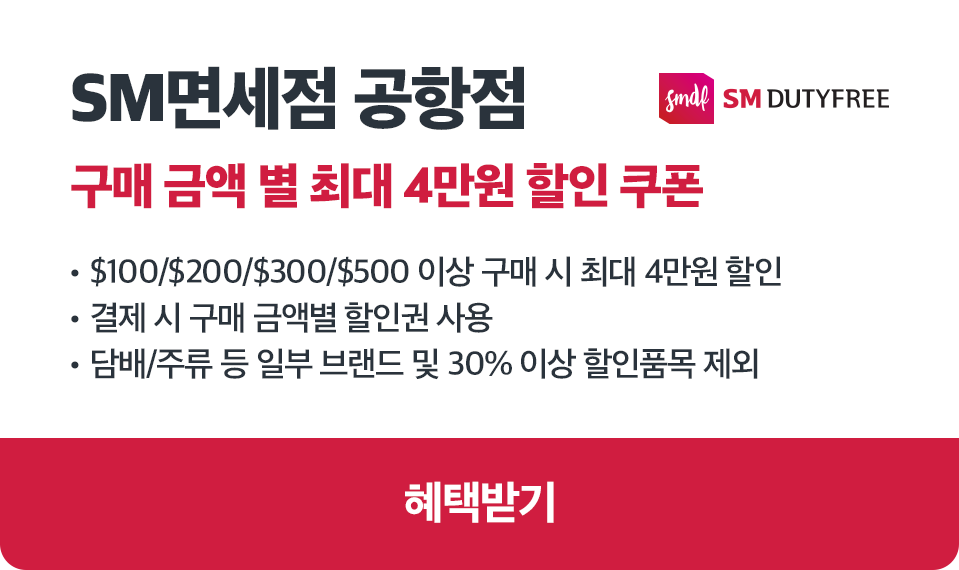 SM면세점 공항점
smdf SM DUTYFREE
구매 금액 별 최대 4만원 할인 쿠폰
• $100/$200/$300/$500 이상 구매 시 최대 4만원 할인
• 결제 시 구매 금액별 할인권 사용
• 담배/주류 등 일부 브랜드 및 30% 이상 할인품목 제외
혜택받기